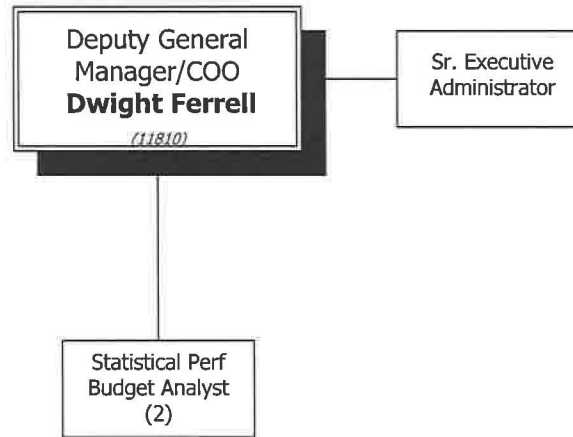 Deputy General
Manager/COO
Dwight Ferrell
(11810)
Sr. Executive
Administrator
Statistical Perf
Budget Analyst
(2)